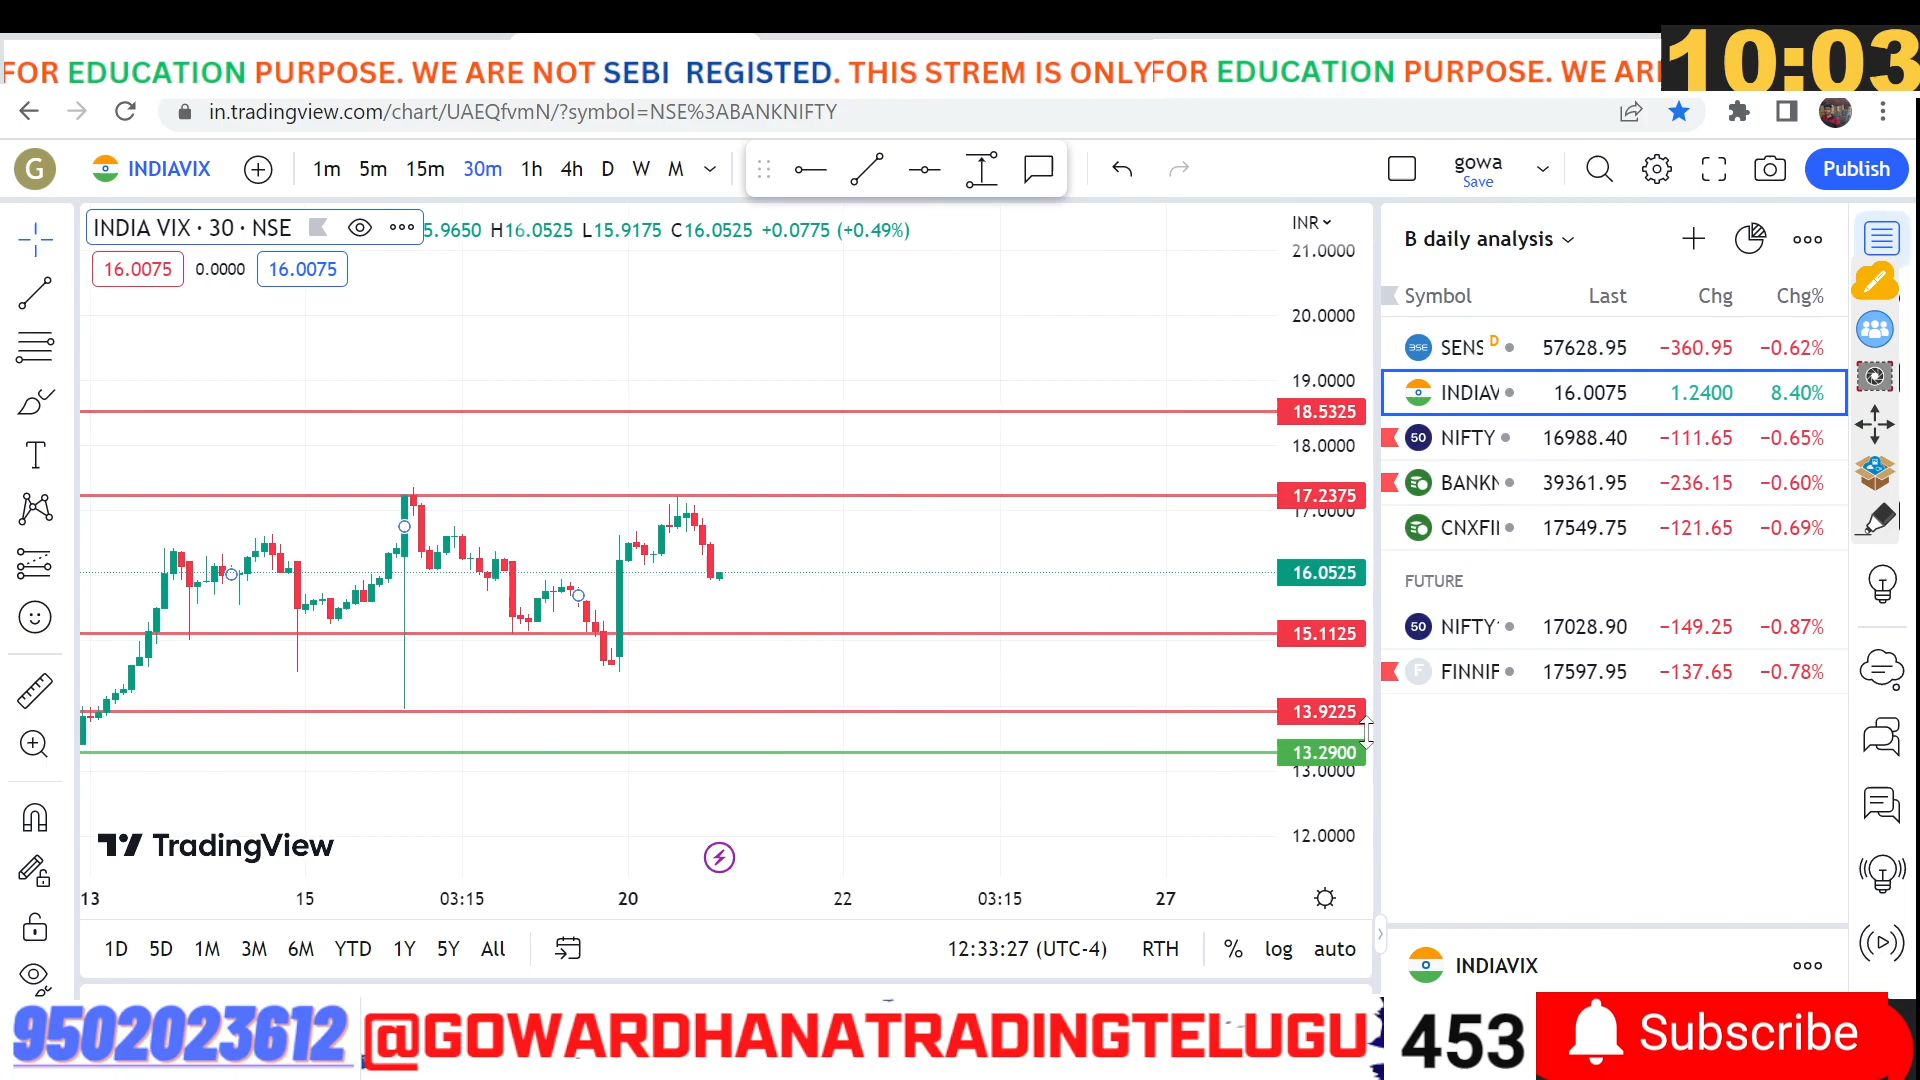 FOR EDUCATION PURPOSE. WE ARE NOT SEBI REGISTED. THIS STREM IS ONLY FOR EDUCATION PURPOSE. WE ARE
10:03
in.tradingview.com/chart/UAEQfvmN/?symbol=NSE%3ABANKNIFTY
G INDIAVIX 1m 5m 15m 30m 1h 4h D W M gowa Save Publish
INDIA VIX · 30 · NSE 5.9650 H16.0525 L15.9175 C16.0525 +0.0775 (+0.49%)
16.0075 0.0000 16.0075
INR
21.0000
20.0000
19.0000
18.5325
18.0000
17.2375
17.0000
16.0525
15.1125
13.9225
13.2900
13.0000
12.0000
TradingView
13 15 03:15 20 22 03:15 27
1D 5D 1M 3M 6M YTD 1Y 5Y All 12:33:27 (UTC-4) RTH % log auto
B daily analysis
Symbol Last Chg Chg%
BSE SENS D 57628.95 −360.95 −0.62%
INDIAV 16.0075 1.2400 8.40%
50 NIFTY 16988.40 −111.65 −0.65%
BANKN 39361.95 −236.15 −0.60%
CNXFI 17549.75 −121.65 −0.69%
FUTURE
50 NIFTY 17028.90 −149.25 −0.87%
F FINNIF 17597.95 −137.65 −0.78%
INDIAVIX
9502023612 @GOWARDHANATRADINGTELUGU 453 Subscribe